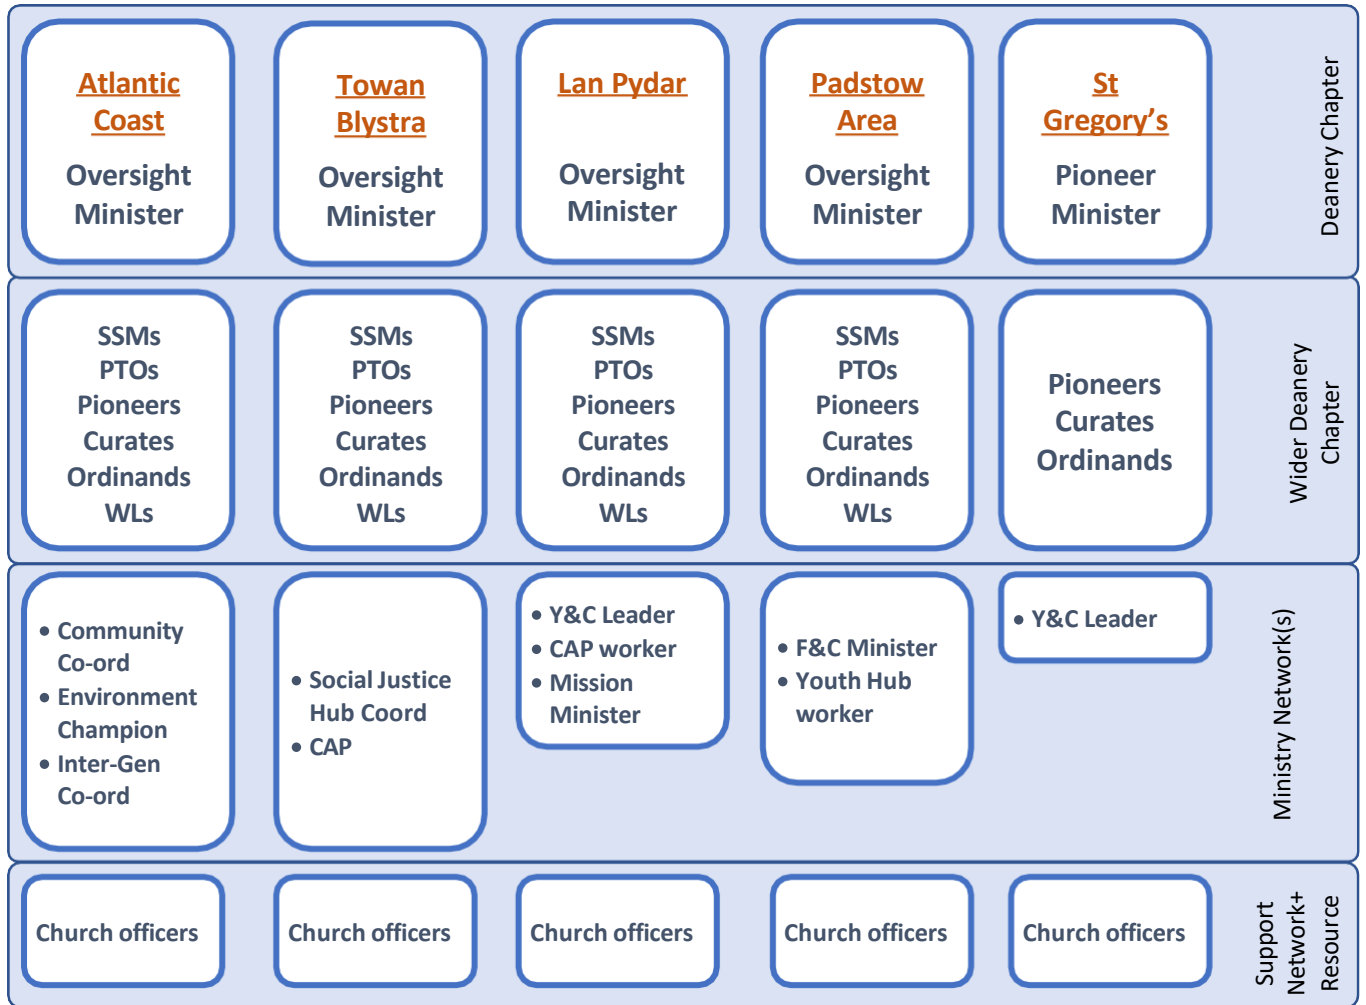 Atlantic
Coast
Oversight
Minister
Towan
Blystra
Oversight
Minister
Lan Pydar
Oversight
Minister
Padstow
Area
Oversight
Minister
St
Gregory’s
Pioneer
Minister
Deanery Chapter
SSMs
PTOs
Pioneers
Curates
Ordinands
WLs
SSMs
PTOs
Pioneers
Curates
Ordinands
WLs
SSMs
PTOs
Pioneers
Curates
Ordinands
WLs
SSMs
PTOs
Pioneers
Curates
Ordinands
WLs
Pioneers
Curates
Ordinands
Wider Deanery
Chapter
• Community
Co-ord
• Environment
Champion
• Inter-Gen
Co-ord
• Social Justice
Hub Coord
• CAP
• Y&C Leader
• CAP worker
• Mission
Minister
• F&C Minister
• Youth Hub
worker
• Y&C Leader
Ministry Network(s)
Church officers
Church officers
Church officers
Church officers
Church officers
Support
Network+
Resource